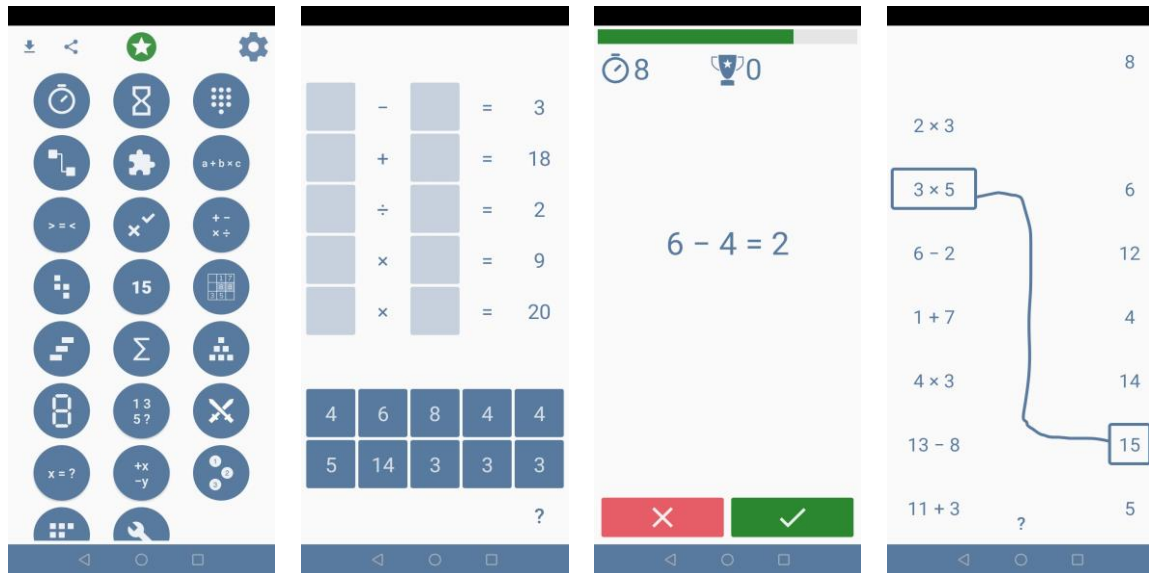 a + b × c
> = <
+ −
× ÷
15
1 7
8 8
3 5
Σ
1 3
5 ?
x = ?
+x
−y
1
2
3
− = 3
+ = 18
÷ = 2
× = 9
× = 20
4 6 8 4 4
5 14 3 3 3
?
8 0
6 − 4 = 2
8
2 × 3
3 × 5 6
6 − 2 12
1 + 7 4
4 × 3 14
13 − 8 15
11 + 3 5
?